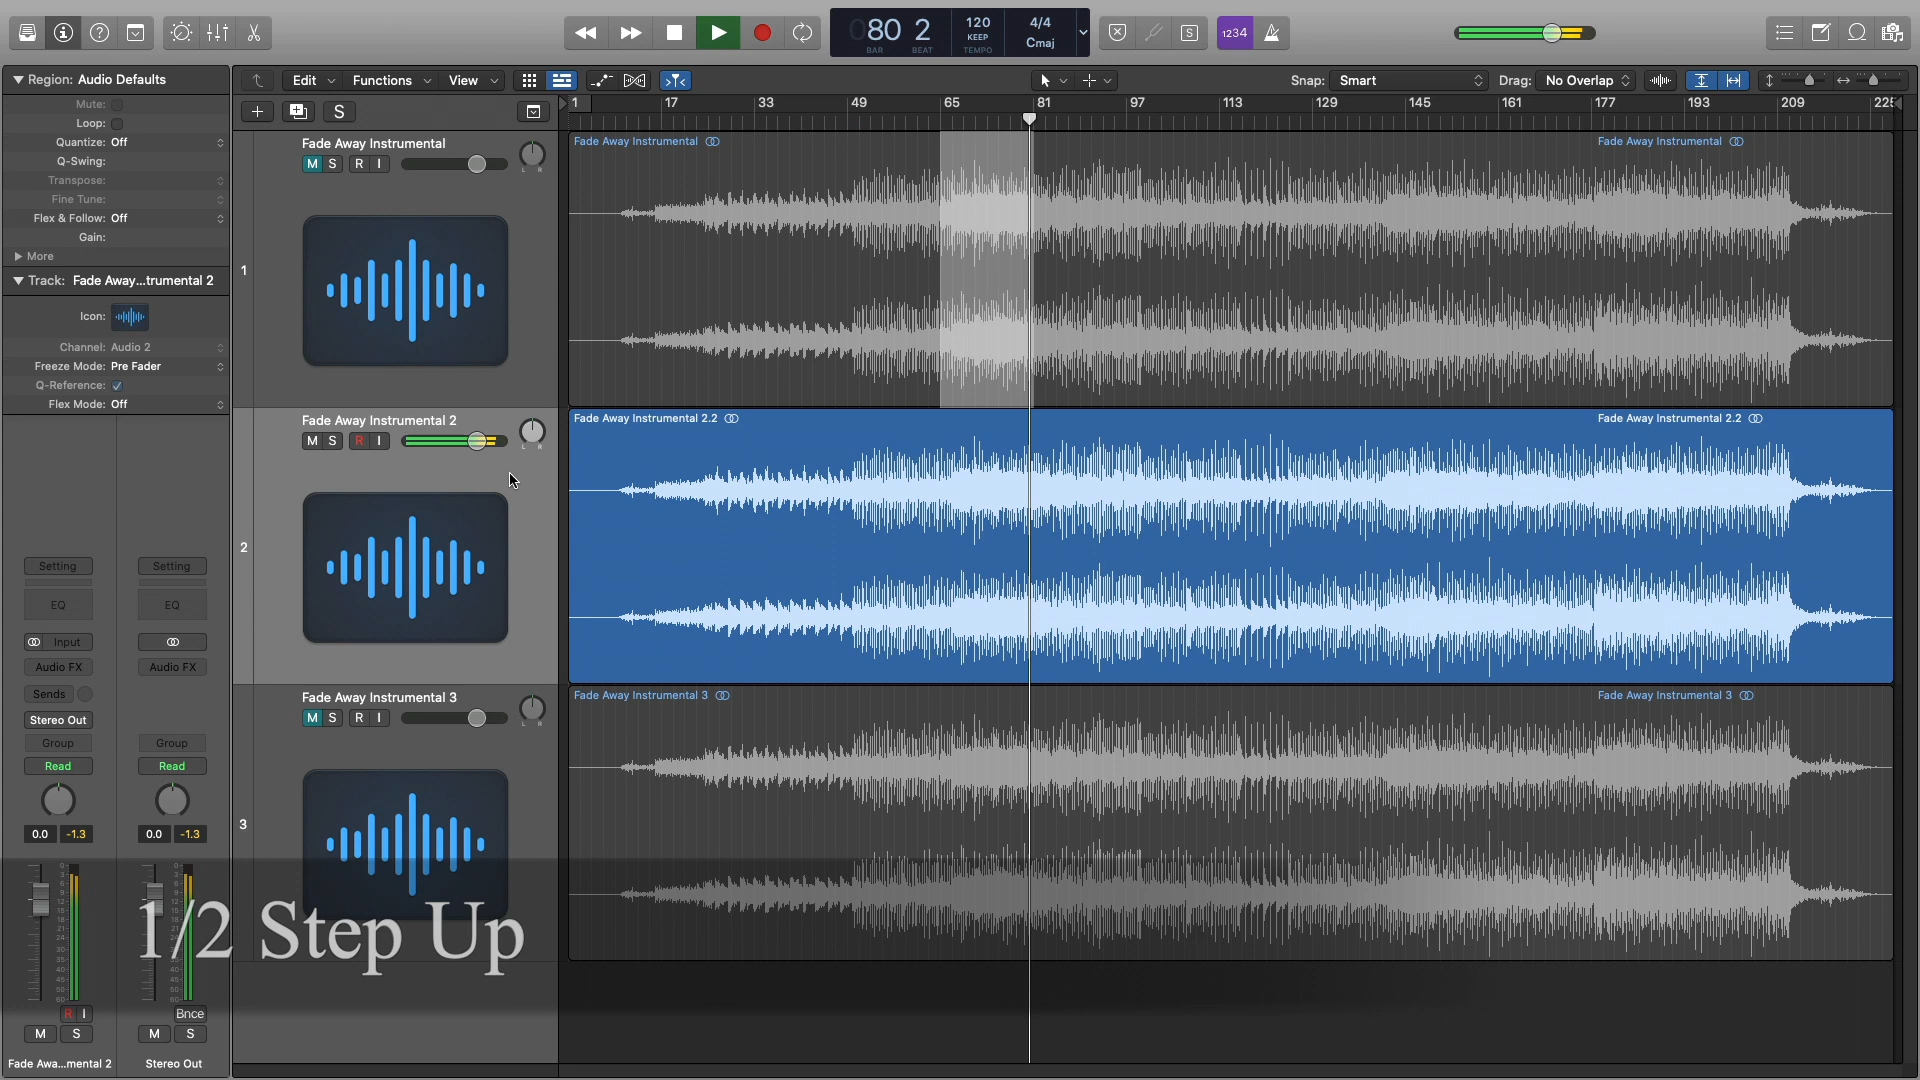 080 2
BAR BEAT
120
KEEP
TEMPO
4/4
Cmaj
S
1234
Region: Audio Defaults
Mute:
Loop:
Quantize: Off
Q-Swing:
Transpose:
Fine Tune:
Flex & Follow: Off
Gain:
More
Track: Fade Away...trumental 2
Icon:
Channel: Audio 2
Freeze Mode: Pre Fader
Q-Reference:
Flex Mode: Off
Edit Functions View
Snap: Smart
Drag: No Overlap
S
1 17 33 49 65 81 97 113 129 145 161 177 193 209 225
1
Fade Away Instrumental
M S R I
L R
Fade Away Instrumental
Fade Away Instrumental
2
Fade Away Instrumental 2
M S R I
L R
Fade Away Instrumental 2.2
Fade Away Instrumental 2.2
3
Fade Away Instrumental 3
M S R I
L R
Fade Away Instrumental 3
Fade Away Instrumental 3
Setting Setting
EQ EQ
Input
Audio FX Audio FX
Sends
Stereo Out
Group Group
Read Read
0.0 -1.3 0.0 -1.3
R I Bnce
M S M S
Fade Awa...mental 2 Stereo Out
1/2 Step Up